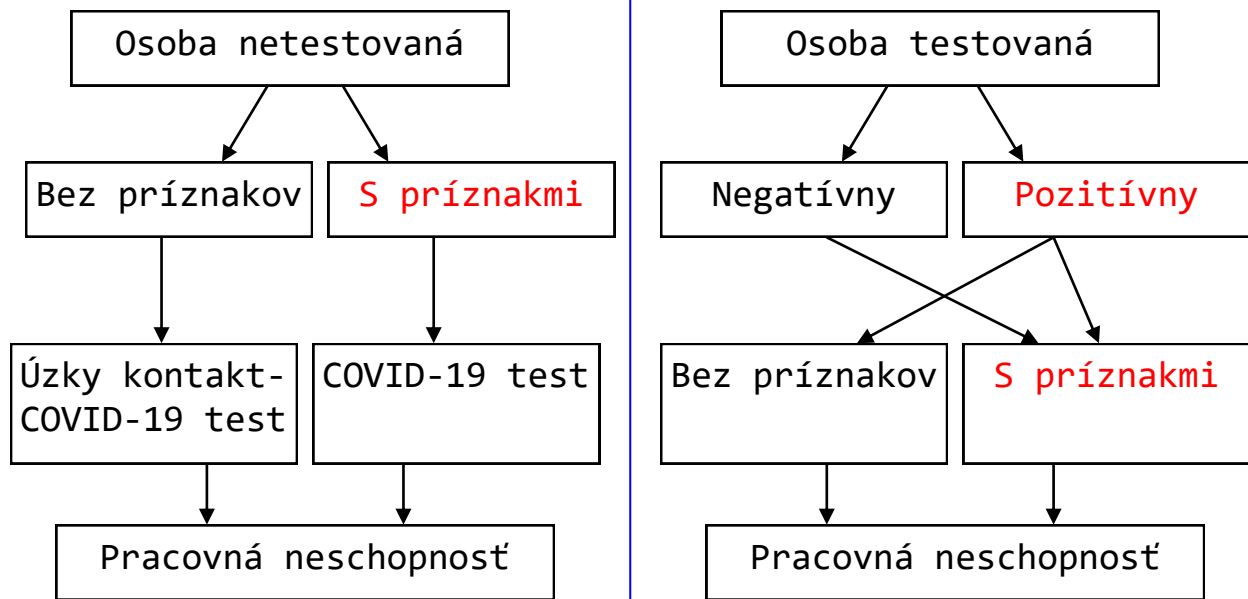 Osoba netestovaná
Bez príznakov
S príznakmi
Úzky kontakt-
COVID-19 test
COVID-19 test
Pracovná neschopnosť
Osoba testovaná
Negatívny
Pozitívny
Bez príznakov
S príznakmi
Pracovná neschopnosť